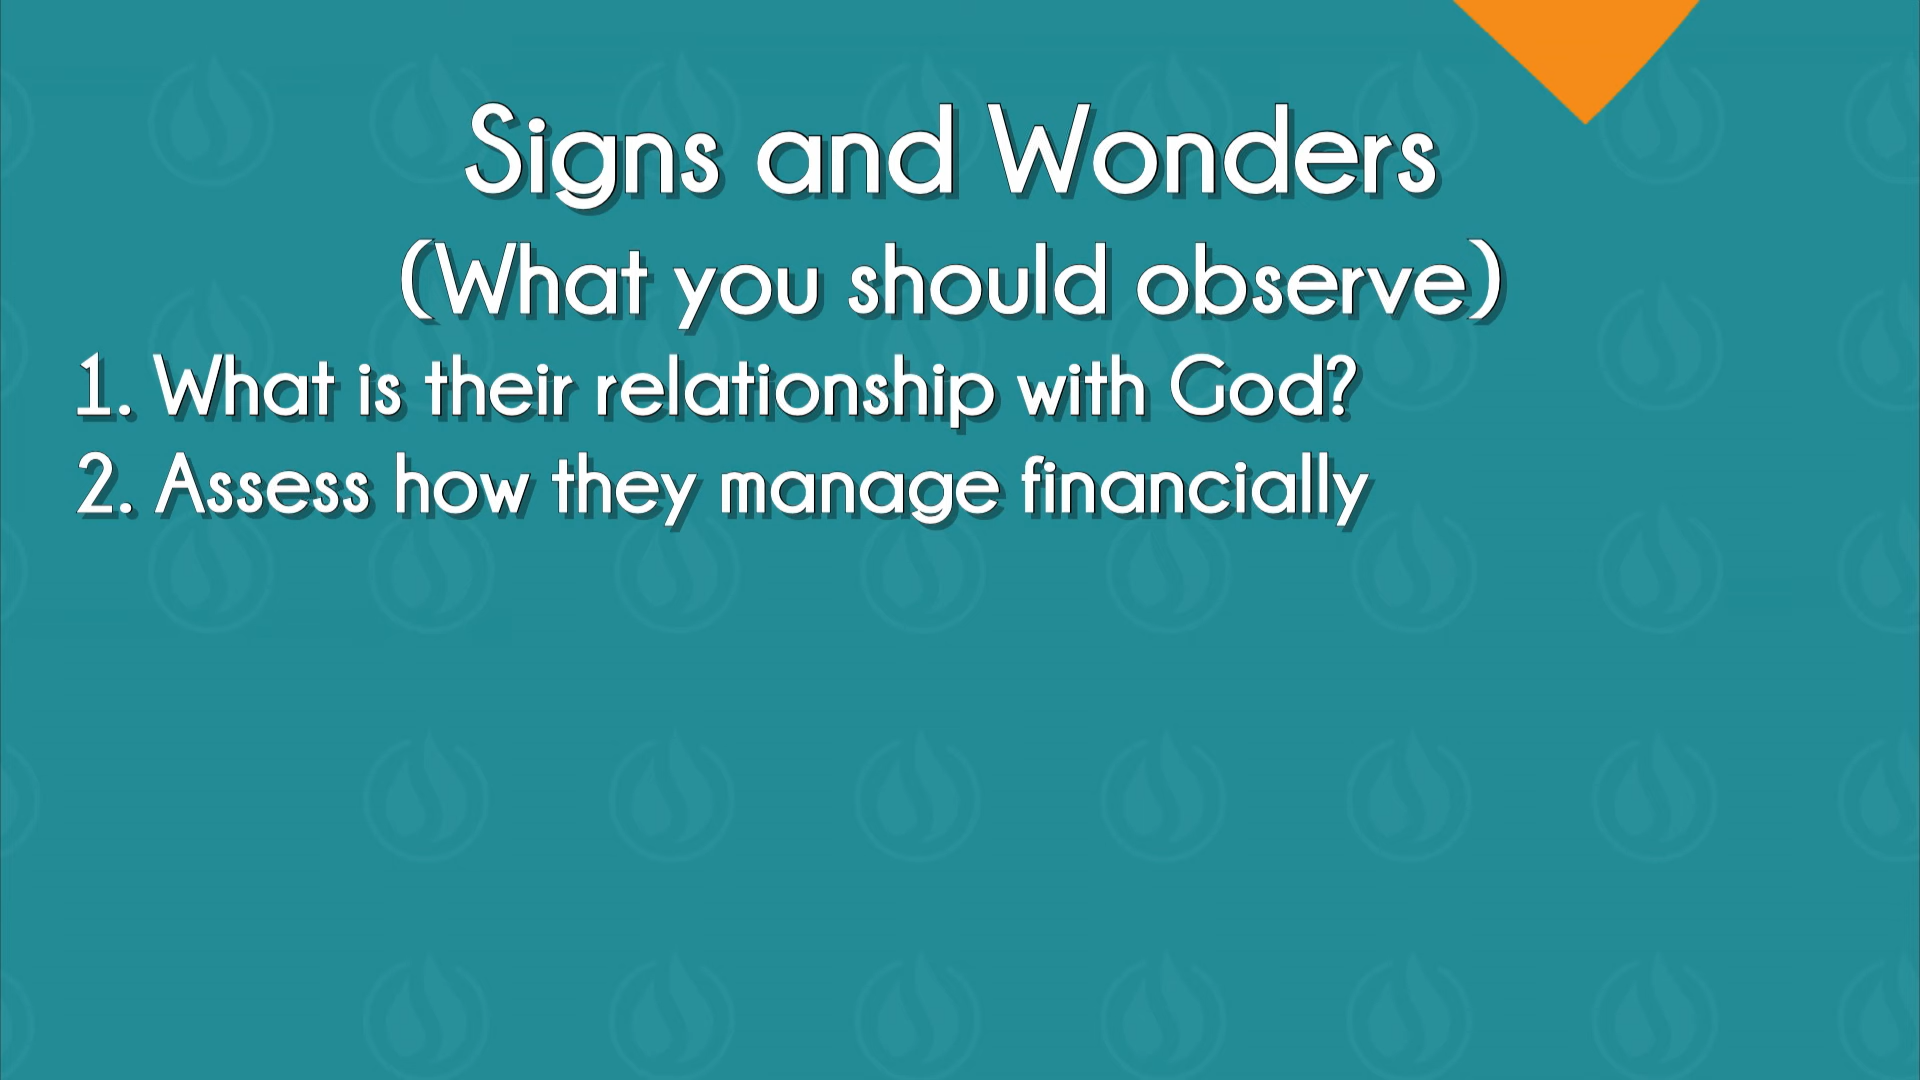 Signs and Wonders
(What you should observe)
1. What is their relationship with God?
2. Assess how they manage financially